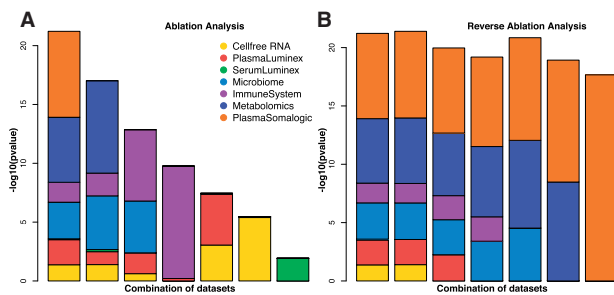 A
Ablation Analysis
-log10(pvalue)
0
5
10
15
20
Cellfree RNA
PlasmaLuminex
SerumLuminex
Microbiome
ImmuneSystem
Metabolomics
PlasmaSomalogic
Combination of datasets
B
Reverse Ablation Analysis
-log10(pvalue)
0
5
10
15
20
Combination of datasets